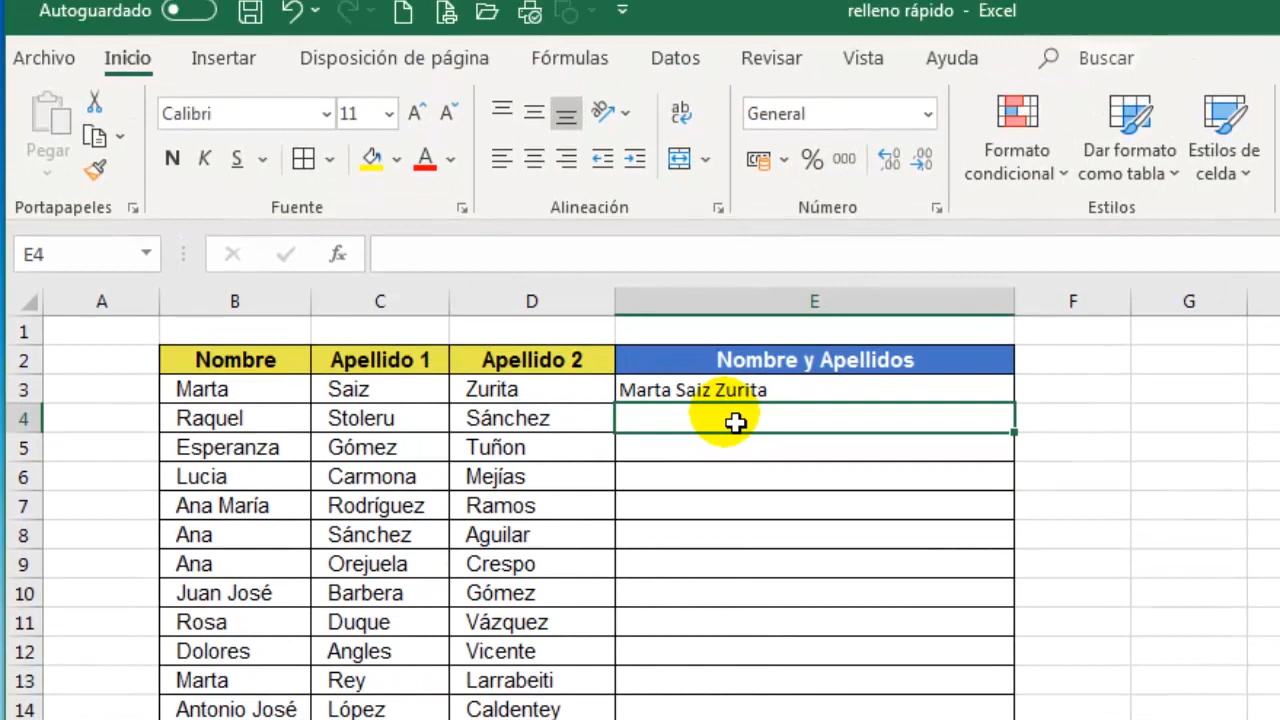 Autoguardado relleno rápido - Excel
Archivo Inicio Insertar Disposición de página Fórmulas Datos Revisar Vista Ayuda Buscar
Pegar Calibri 11 General
N K S % 000
Formato condicional Dar formato como tabla Estilos de celda
Portapapeles Fuente Alineación Número Estilos
E4 fx
A B C D E F G
1
2 Nombre Apellido 1 Apellido 2 Nombre y Apellidos
3 Marta Saiz Zurita Marta Saiz Zurita
4 Raquel Stoleru Sánchez
5 Esperanza Gómez Tuñon
6 Lucia Carmona Mejías
7 Ana María Rodríguez Ramos
8 Ana Sánchez Aguilar
9 Ana Orejuela Crespo
10 Juan José Barbera Gómez
11 Rosa Duque Vázquez
12 Dolores Angles Vicente
13 Marta Rey Larrabeiti
14 Antonio José López Caldentey